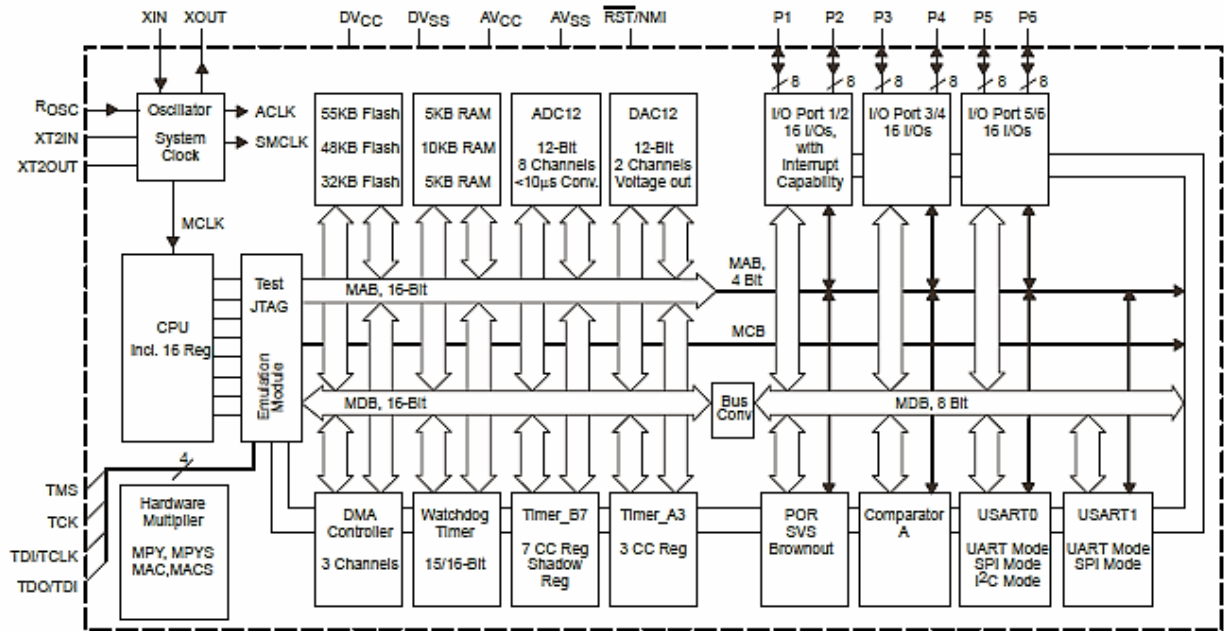 XIN XOUT DVCC DVSS AVCC AVSS RST/NMI P1 P2 P3 P4 P5 P6
8 8 8 8 8 8
ROSC
XT2IN
XT2OUT
Oscillator
System
Clock
ACLK
SMCLK
MCLK
55KB Flash
48KB Flash
32KB Flash
5KB RAM
10KB RAM
5KB RAM
ADC12
12-Bit
8 Channels
<10µs Conv.
DAC12
12-Bit
2 Channels
Voltage out
I/O Port 1/2
16 I/Os,
with
Interrupt
Capability
I/O Port 3/4
16 I/Os
I/O Port 5/6
16 I/Os
CPU
Incl. 16 Reg
Test
JTAG
Emulation
Module
MAB, 16-Bit
MAB,
4 Bit
MCB
MDB, 16-Bit
Bus
Conv
MDB, 8 Bit
4
TMS
TCK
TDI/TCLK
TDO/TDI
Hardware
Multiplier
MPY, MPYS
MAC,MACS
DMA
Controller
3 Channels
Watchdog
Timer
15/16-Bit
Timer_B7
7 CC Reg
Shadow
Reg
Timer_A3
3 CC Reg
POR
SVS
Brownout
Comparator
A
USART0
UART Mode
SPI Mode
I²C Mode
USART1
UART Mode
SPI Mode